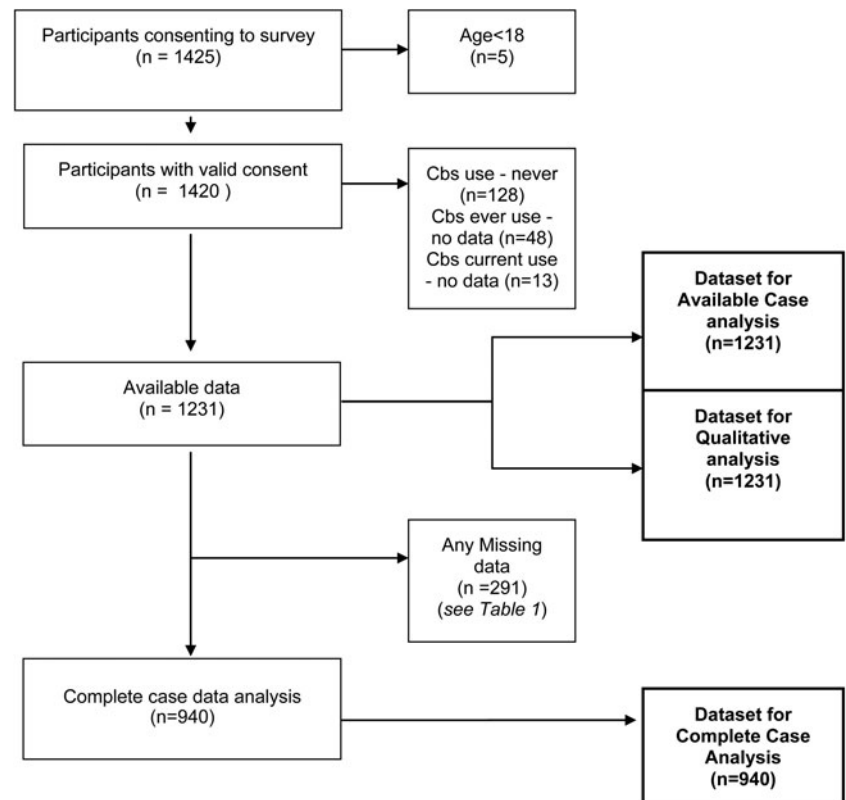 Participants consenting to survey
(n = 1425)
Age<18
(n=5)
Participants with valid consent
(n = 1420 )
Cbs use - never
(n=128)
Cbs ever use -
no data (n=48)
Cbs current use
- no data (n=13)
Dataset for
Available Case
analysis
(n=1231)
Available data
(n = 1231)
Dataset for
Qualitative
analysis
(n=1231)
Any Missing
data
(n =291)
(see Table 1)
Complete case data analysis
(n=940)
Dataset for
Complete Case
Analysis
(n=940)